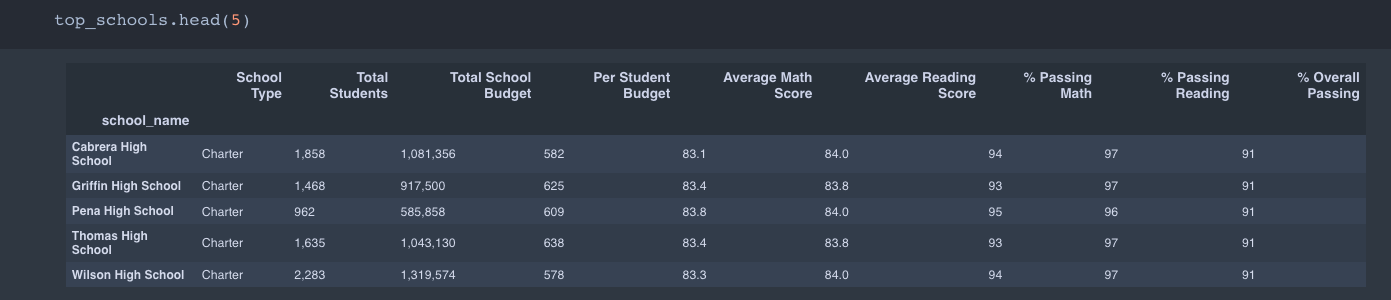 top_schools.head(5)
School Type Total Students Total School Budget Per Student Budget Average Math Score Average Reading Score % Passing Math % Passing Reading % Overall Passing
school_name
Cabrera High School Charter 1,858 1,081,356 582 83.1 84.0 94 97 91
Griffin High School Charter 1,468 917,500 625 83.4 83.8 93 97 91
Pena High School Charter 962 585,858 609 83.8 84.0 95 96 91
Thomas High School Charter 1,635 1,043,130 638 83.4 83.8 93 97 91
Wilson High School Charter 2,283 1,319,574 578 83.3 84.0 94 97 91